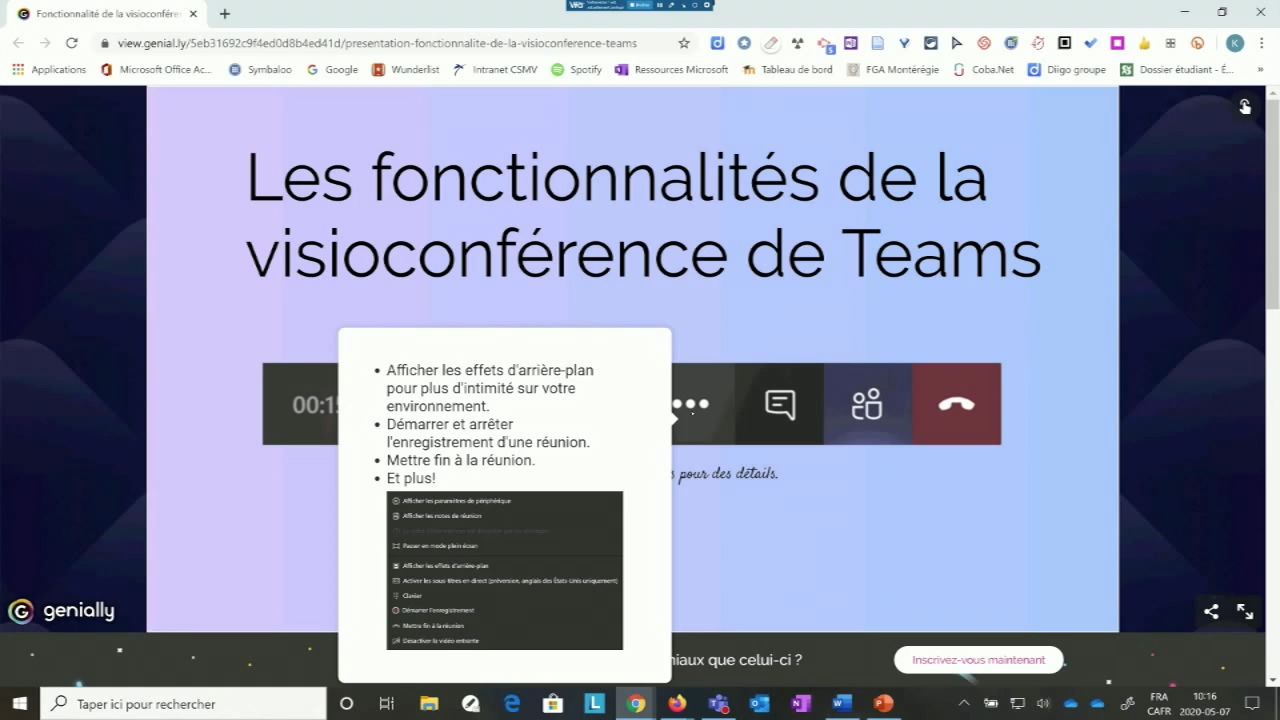 Fonctionnalité de la visioconféren
view.genial.ly/5eb31692c9f4ed0d8b4ed41d/presentation-fonctionnalite-de-la-visioconference-teams
Applications
Microsoft Office Ac...
Symbaloo
Google
Wunderlist
Intranet CSMV
Spotify
Ressources Microsoft
Tableau de bord
FGA Montérégie
Coba.Net
Diigo groupe
Dossier étudiant - É...
Les fonctionnalités de la
visioconférence de Teams
00:15
• Afficher les effets d'arrière-plan
pour plus d'intimité sur votre
environnement.
• Démarrer et arrêter
l'enregistrement d'une réunion.
• Mettre fin à la réunion.
• Et plus!
pour des détails.
Afficher les paramètres de périphérique
Afficher les notes de réunion
Passer en mode plein écran
Afficher les effets d'arrière-plan
Activer les sous-titres en direct (préversion, anglais des États-Unis uniquement)
Clavier
Démarrer l'enregistrement
Mettre fin à la réunion
Désactiver la vidéo entrante
genially
niaux que celui-ci ?
Inscrivez-vous maintenant
Taper ici pour rechercher
FRA
CAFR
10:16
2020-05-07